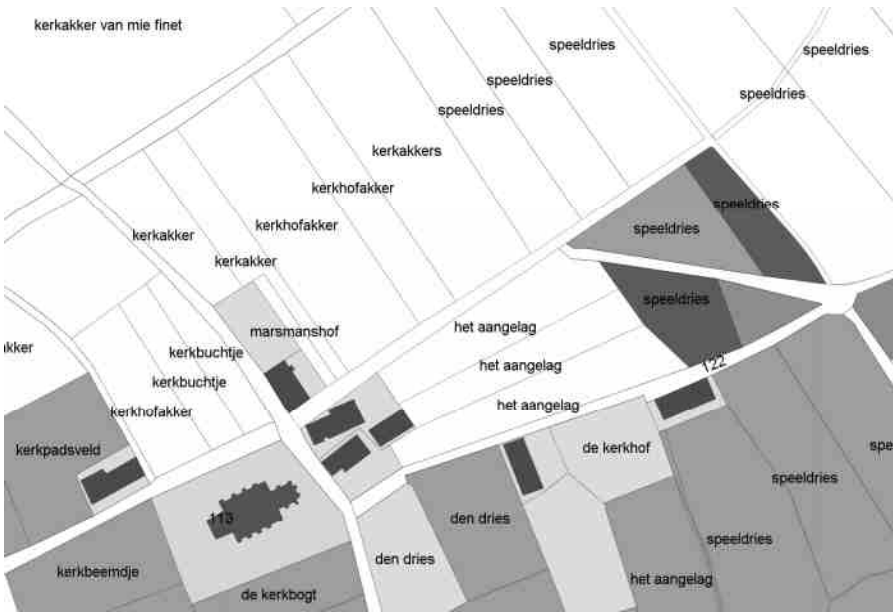 kerkakker van mie finet
speeldries
speeldries
speeldries
speeldries
speeldries
kerkakkers
kerkhofakker
speeldries
kerkhofakker
speeldries
kerkakker
kerkakker
speeldries
marsmanshof
het aangelag
kerkbuchtje
het aangelag
122
kerkbuchtje
het aangelag
kerkhofakker
kerkpadsveld
de kerkhof
speeldries
113
den dries
speeldries
den dries
kerkbeemdje
het aangelag
de kerkbogt